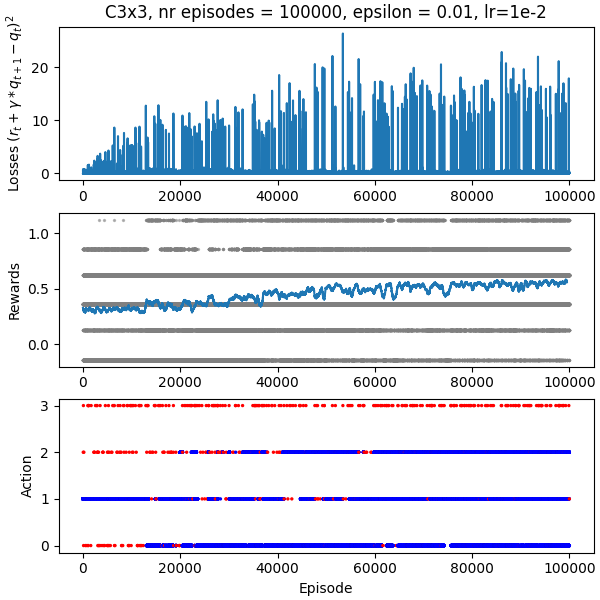 C3x3, nr episodes = 100000, epsilon = 0.01, lr=1e-2
Losses (r_t + γ * q_{t+1} − q_t)²
20
10
0
0 20000 40000 60000 80000 100000
Rewards
1.0
0.5
0.0
0 20000 40000 60000 80000 100000
Action
3
2
1
0
0 20000 40000 60000 80000 100000
Episode